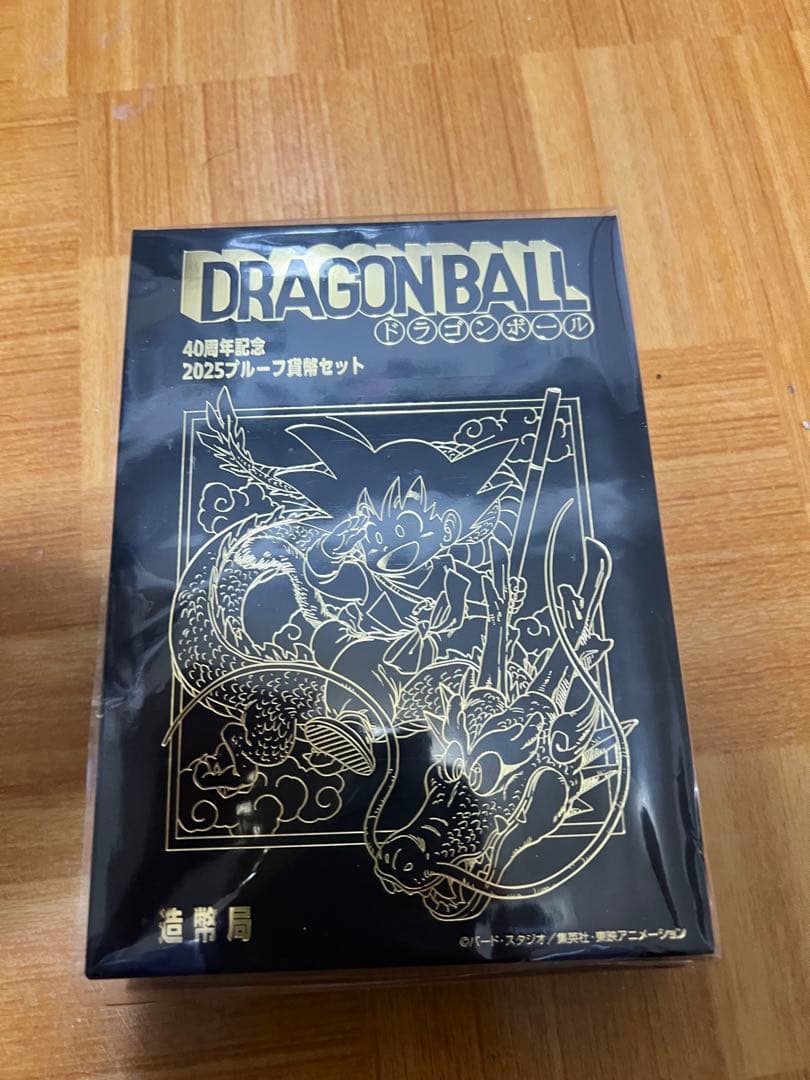 DRAGONBALL
ドラゴンボール
40周年記念
2025プルーフ貨幣セット
造幣局
©バード・スタジオ/集英社・東映アニメーション